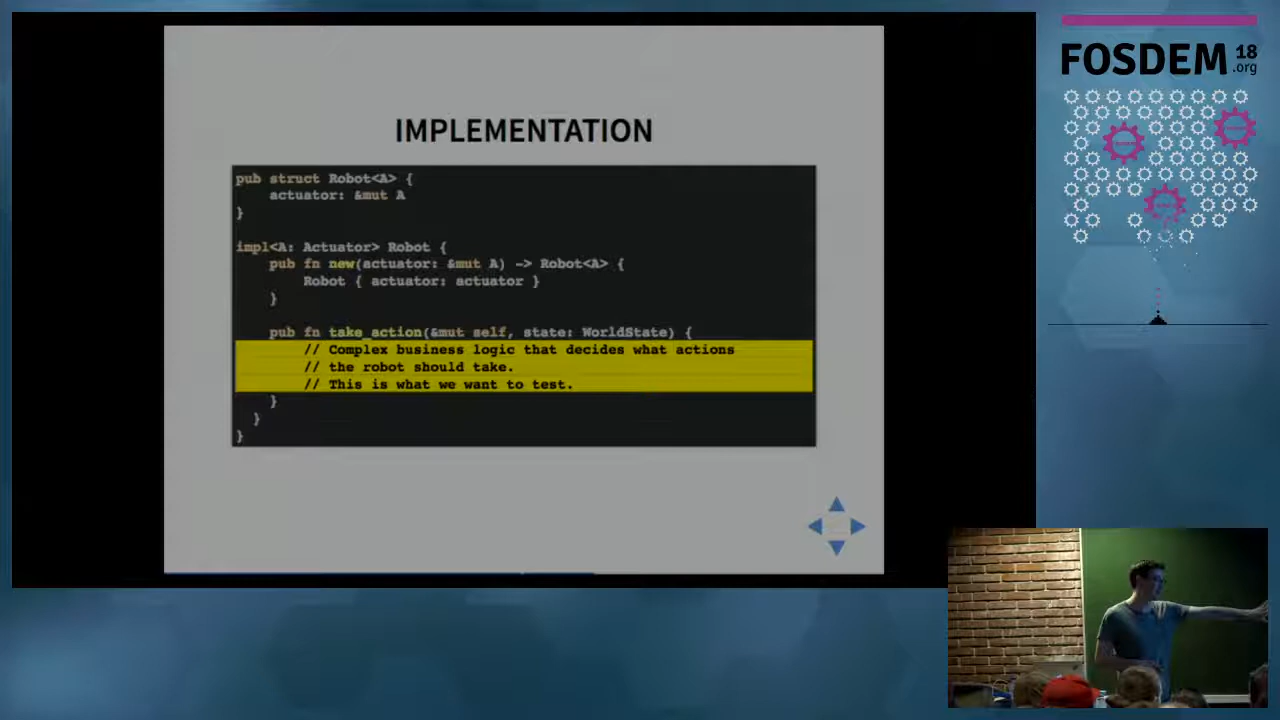 FOSDEM 18
.org
IMPLEMENTATION
pub struct Robot<A> {
    actuator: &mut A
}
impl<A: Actuator> Robot {
    pub fn new(actuator: &mut A) -> Robot<A> {
        Robot { actuator: actuator }
    }
    pub fn take_action(&mut self, state: WorldState) {
        // Complex business logic that decides what actions
        // the robot should take.
        // This is what we want to test.
    }
  }
}